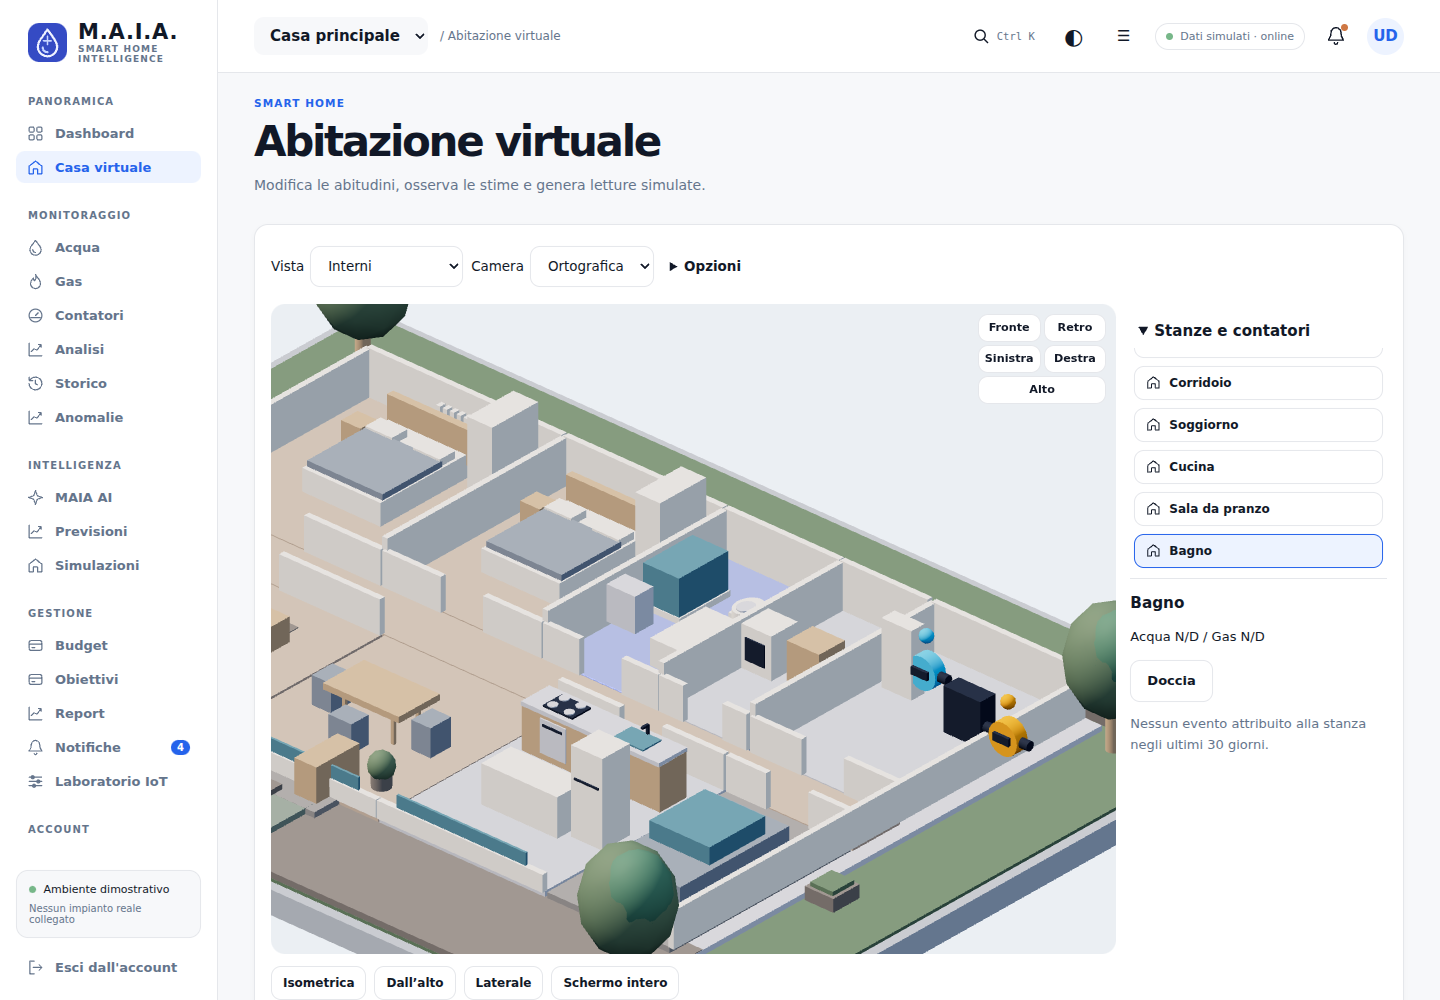 M.A.I.A.
SMART HOME
INTELLIGENCE
PANORAMICA
Dashboard
Casa virtuale
MONITORAGGIO
Acqua
Gas
Contatori
Analisi
Storico
Anomalie
INTELLIGENZA
MAIA AI
Previsioni
Simulazioni
GESTIONE
Budget
Obiettivi
Report
Notifiche 4
Laboratorio IoT
ACCOUNT
Ambiente dimostrativo
Nessun impianto reale
collegato
Esci dall'account
Casa principale / Abitazione virtuale
Ctrl K
Dati simulati · online
UD
SMART HOME
Abitazione virtuale
Modifica le abitudini, osserva le stime e genera letture simulate.
Vista Interni Camera Ortografica Opzioni
Fronte Retro
Sinistra Destra
Alto
Isometrica Dall’alto Laterale Schermo intero
Stanze e contatori
Corridoio
Soggiorno
Cucina
Sala da pranzo
Bagno
Bagno
Acqua N/D / Gas N/D
Doccia
Nessun evento attribuito alla stanza
negli ultimi 30 giorni.